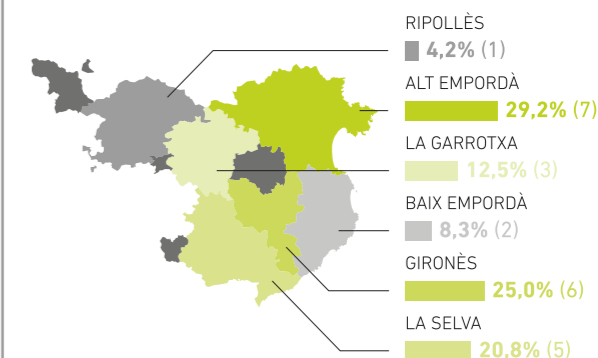 RIPOLLÈS
4,2% (1)
ALT EMPORDÀ
29,2% (7)
LA GARROTXA
12,5% (3)
BAIX EMPORDÀ
8,3% (2)
GIRONÈS
25,0% (6)
LA SELVA
20,8% (5)